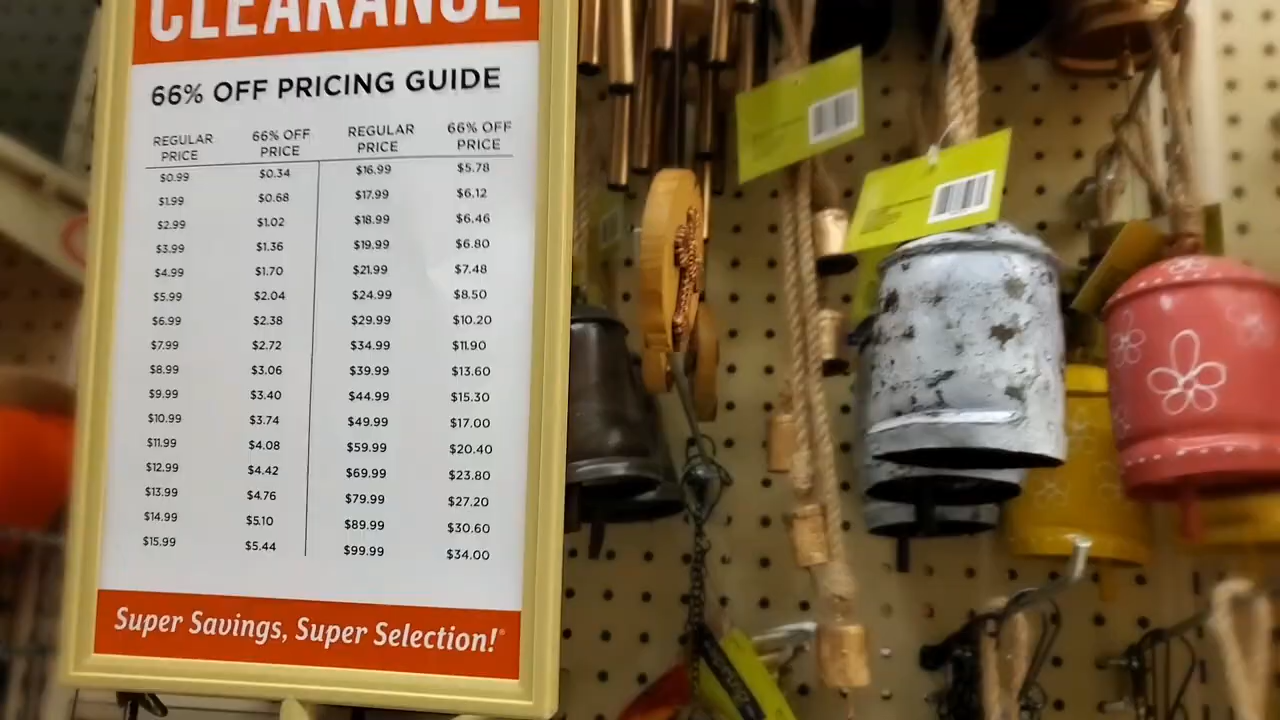 CLEARANCE
66% OFF PRICING GUIDE
REGULAR PRICE 66% OFF PRICE REGULAR PRICE 66% OFF PRICE
$0.99 $0.34 $16.99 $5.78
$1.99 $0.68 $17.99 $6.12
$2.99 $1.02 $18.99 $6.46
$3.99 $1.36 $19.99 $6.80
$4.99 $1.70 $21.99 $7.48
$5.99 $2.04 $24.99 $8.50
$6.99 $2.38 $29.99 $10.20
$7.99 $2.72 $34.99 $11.90
$8.99 $3.06 $39.99 $13.60
$9.99 $3.40 $44.99 $15.30
$10.99 $3.74 $49.99 $17.00
$11.99 $4.08 $59.99 $20.40
$12.99 $4.42 $69.99 $23.80
$13.99 $4.76 $79.99 $27.20
$14.99 $5.10 $89.99 $30.60
$15.99 $5.44 $99.99 $34.00
Super Savings, Super Selection!®